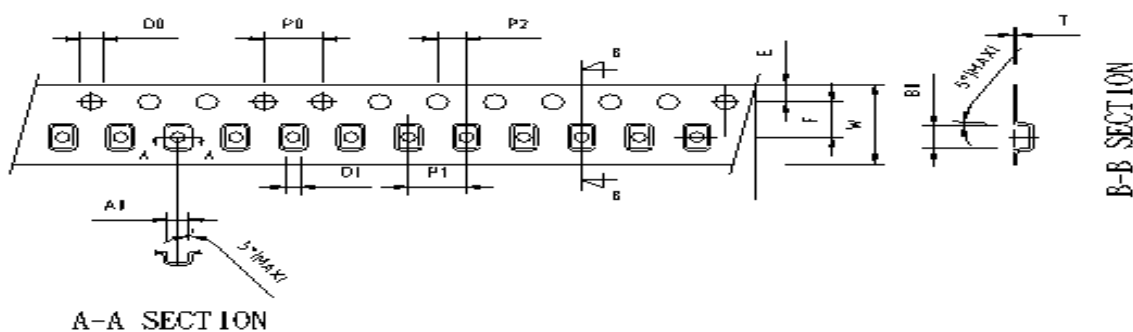 D0
P0
P2
B
E
T
5°(MAX)
B1
F
W
B-B SECTION
A
A
D1
P1
B
A1
5°(MAX)
A-A SECTION